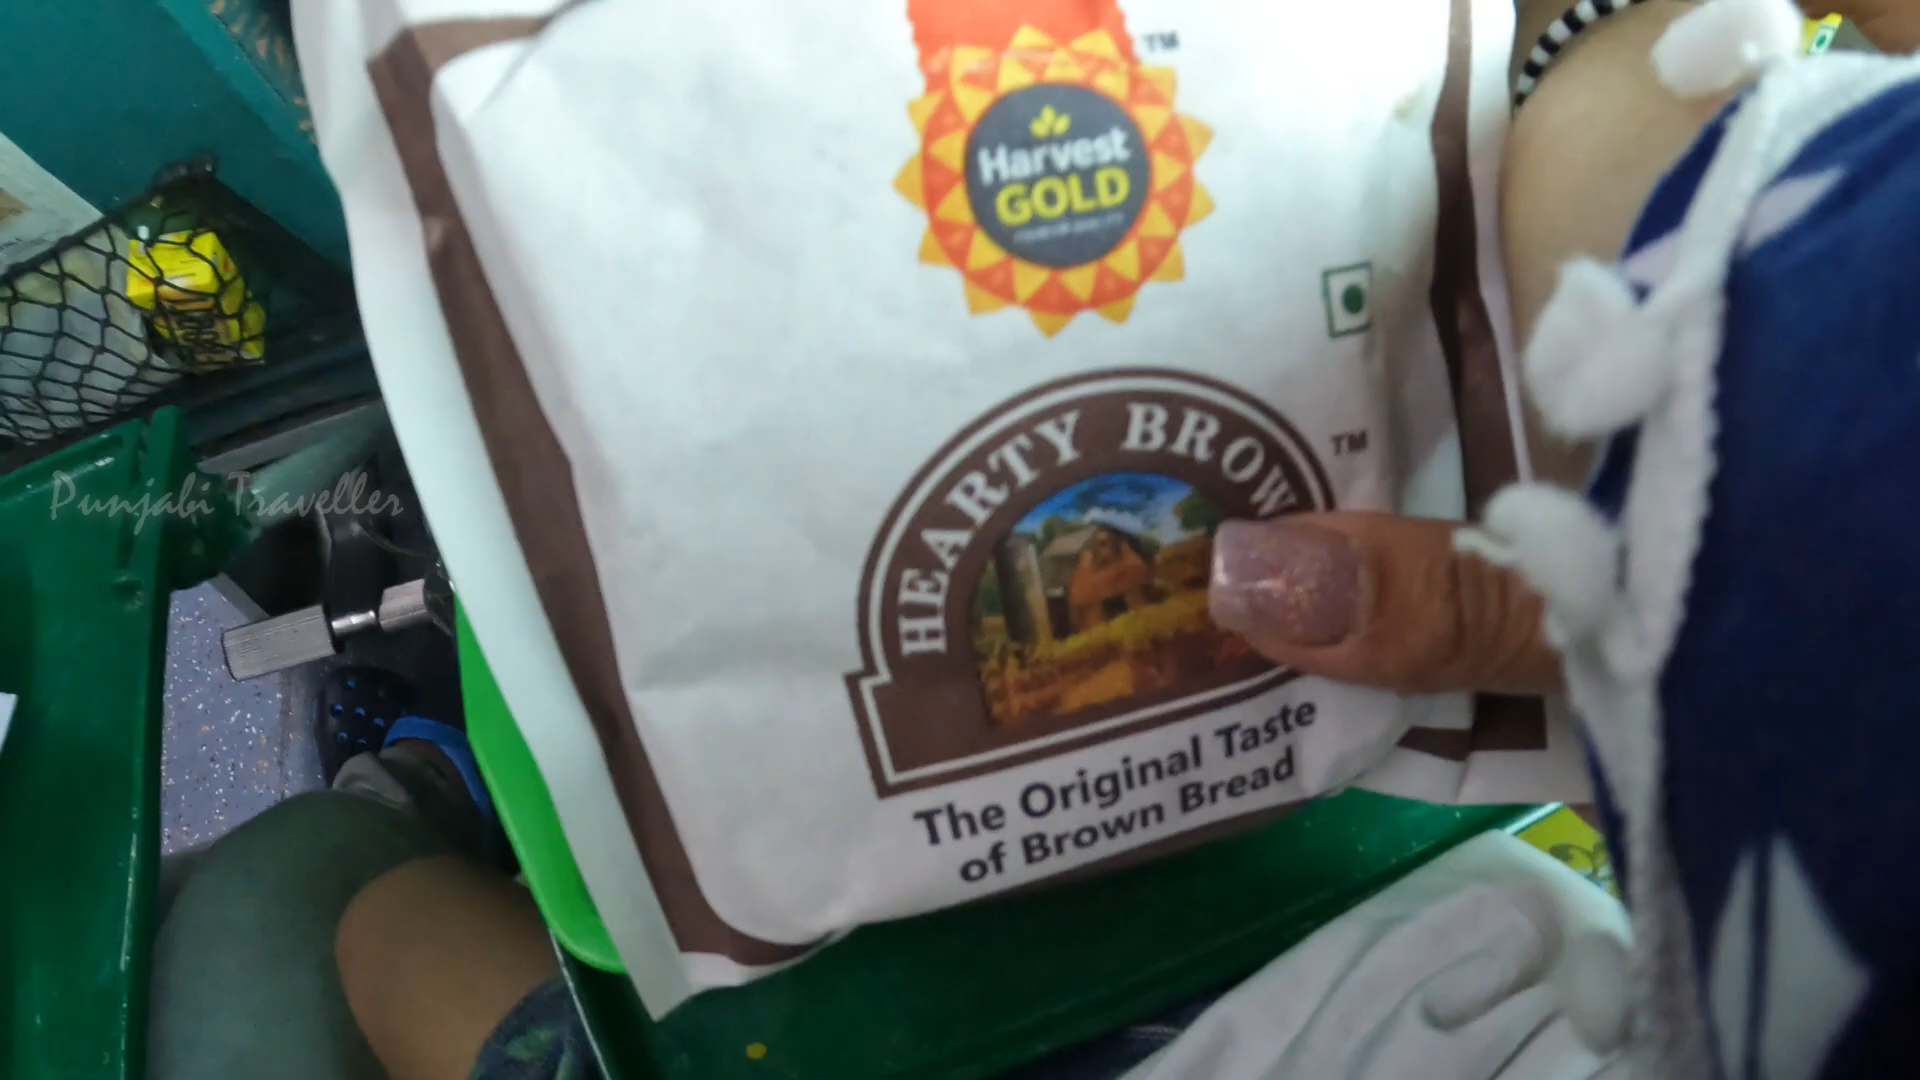 TM
Harvest
GOLD
HEARTY BROW
TM
The Original Taste
of Brown Bread
Punjabi Traveller